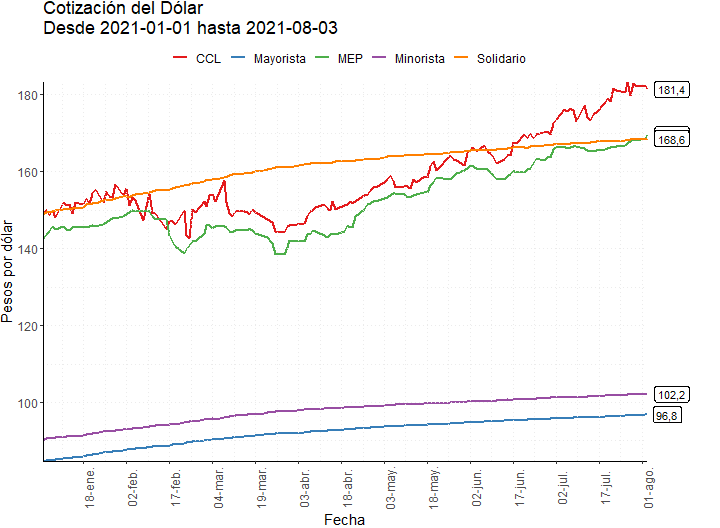 Cotización del Dólar
Desde 2021-01-01 hasta 2021-08-03
CCL Mayorista MEP Minorista Solidario
Pesos por dólar
180
160
140
120
100
181,4
168,6
102,2
96,8
18-ene.
02-feb.
17-feb.
04-mar.
19-mar.
03-abr.
18-abr.
03-may.
18-may.
02-jun.
17-jun.
02-jul.
17-jul.
01-ago.
Fecha